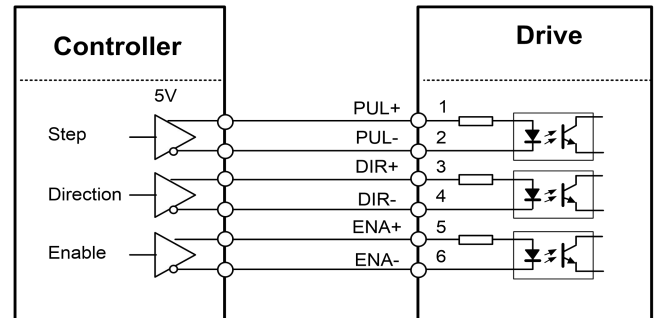 Controller
Drive
5V
Step
Direction
Enable
PUL+ 1
PUL- 2
DIR+ 3
DIR- 4
ENA+ 5
ENA- 6